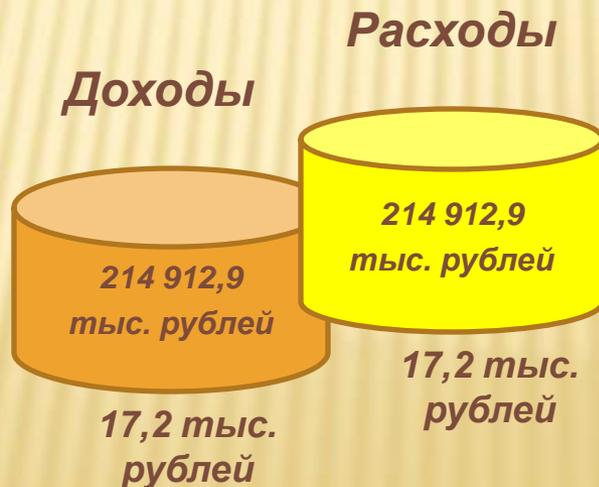 Доходы
214 912,9
тыс. рублей
17,2 тыс.
рублей
Расходы
214 912,9
тыс. рублей
17,2 тыс.
рублей